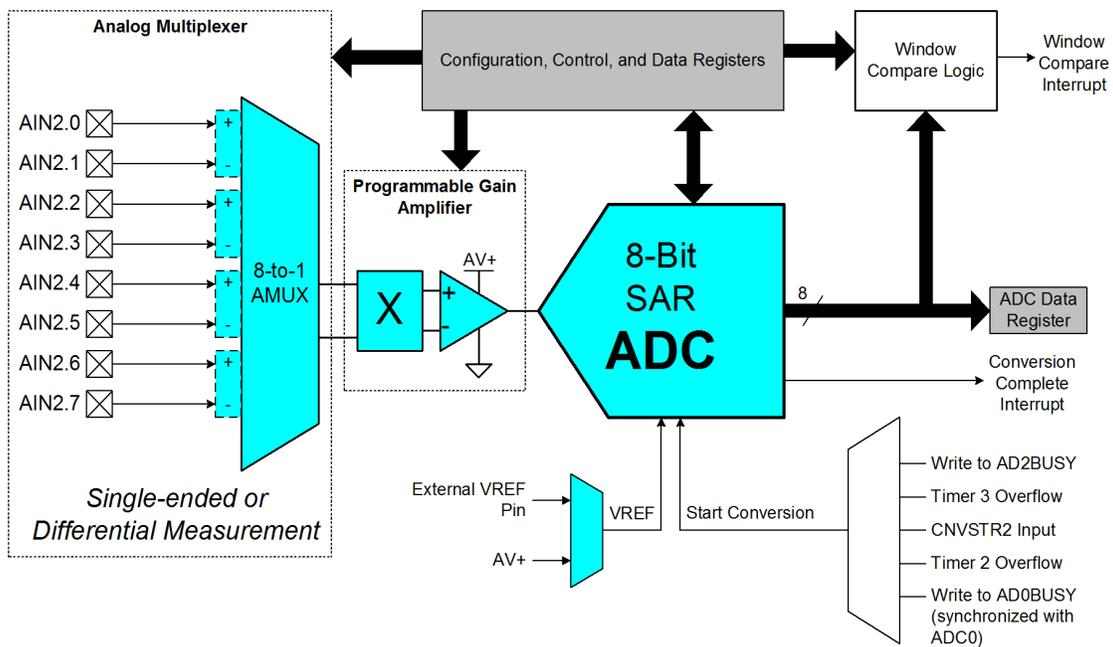 Analog Multiplexer
Configuration, Control, and Data Registers
Window
Compare Logic
Window
Compare
Interrupt
AIN2.0
+
AIN2.1
-
AIN2.2
+
AIN2.3
-
AIN2.4
+
AIN2.5
-
AIN2.6
+
AIN2.7
-
8-to-1
AMUX
Single-ended or
Differential Measurement
Programmable Gain
Amplifier
X
AV+
+
-
8-Bit
SAR
ADC
8
ADC Data
Register
Conversion
Complete
Interrupt
External VREF
Pin
AV+
VREF
Start Conversion
Write to AD2BUSY
Timer 3 Overflow
CNVSTR2 Input
Timer 2 Overflow
Write to AD0BUSY
(synchronized with
ADC0)